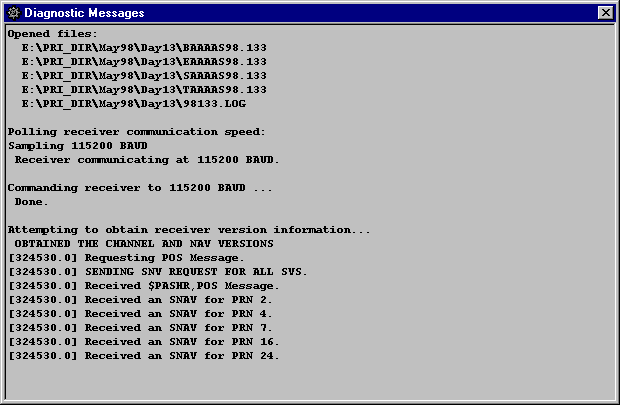 Diagnostic Messages
Opened files:
E:\PRI_DIR\May98\Day13\BAAAAS98.133
E:\PRI_DIR\May98\Day13\EAAAAS98.133
E:\PRI_DIR\May98\Day13\SAAAAS98.133
E:\PRI_DIR\May98\Day13\TAAAAS98.133
E:\PRI_DIR\May98\Day13\98133.LOG
Polling receiver communication speed:
Sampling 115200 BAUD
Receiver communicating at 115200 BAUD.
Commanding receiver to 115200 BAUD ...
Done.
Attempting to obtain receiver version information...
OBTAINED THE CHANNEL AND NAV VERSIONS
[324530.0] Requesting POS Message.
[324530.0] SENDING SNV REQUEST FOR ALL SVS.
[324530.0] Received $PASHR,POS Message.
[324530.0] Received an SNAV for PRN 2.
[324530.0] Received an SNAV for PRN 4.
[324530.0] Received an SNAV for PRN 7.
[324530.0] Received an SNAV for PRN 16.
[324530.0] Received an SNAV for PRN 24.